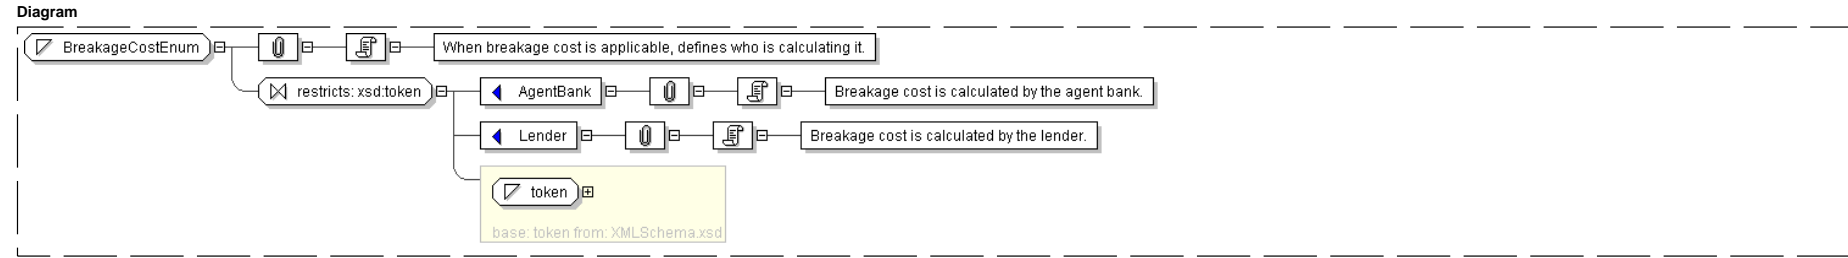 Diagram
BreakageCostEnum
When breakage cost is applicable, defines who is calculating it.
restricts: xsd:token
AgentBank
Breakage cost is calculated by the agent bank.
Lender
Breakage cost is calculated by the lender.
token
base: token from: XMLSchema.xsd